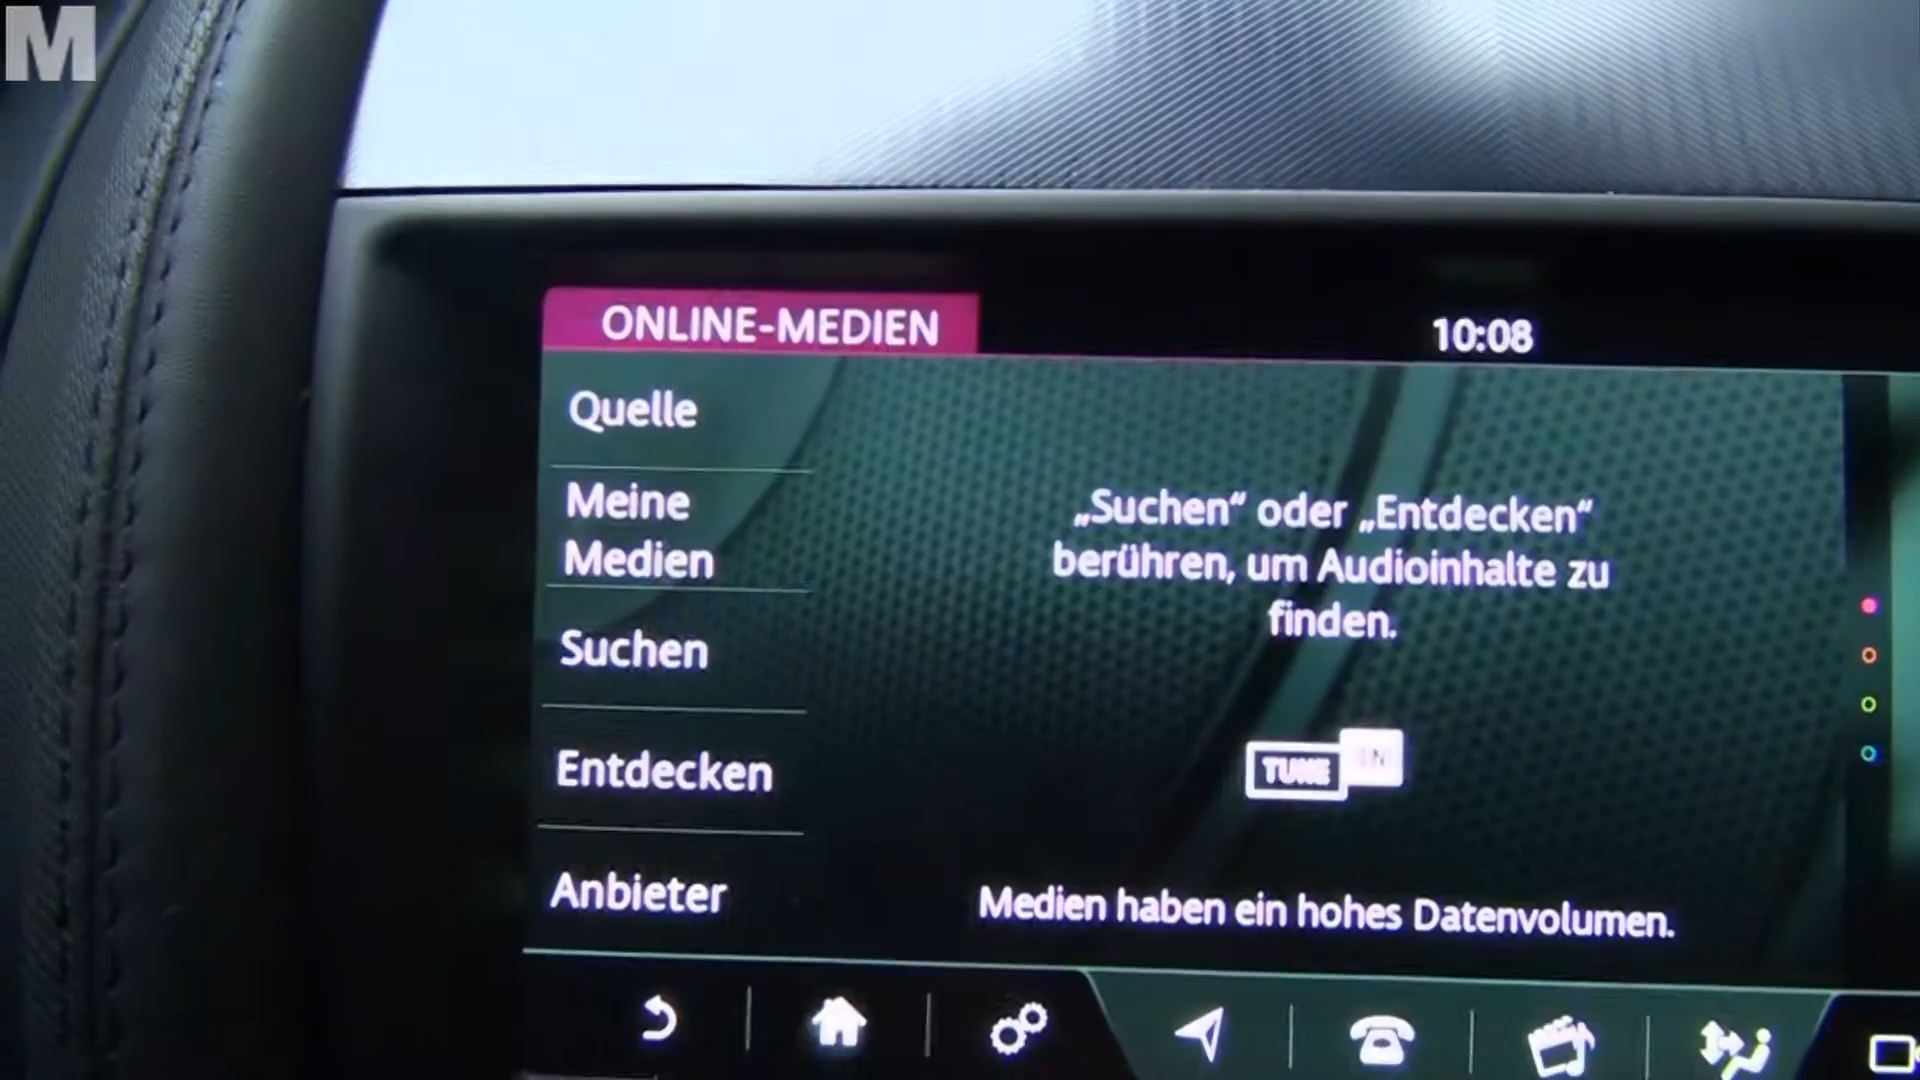 M
ONLINE-MEDIEN
10:08
Quelle
Meine
Medien
Suchen
Entdecken
Anbieter
„Suchen“ oder „Entdecken“
berühren, um Audioinhalte zu
finden.
TUNE IN
Medien haben ein hohes Datenvolumen.